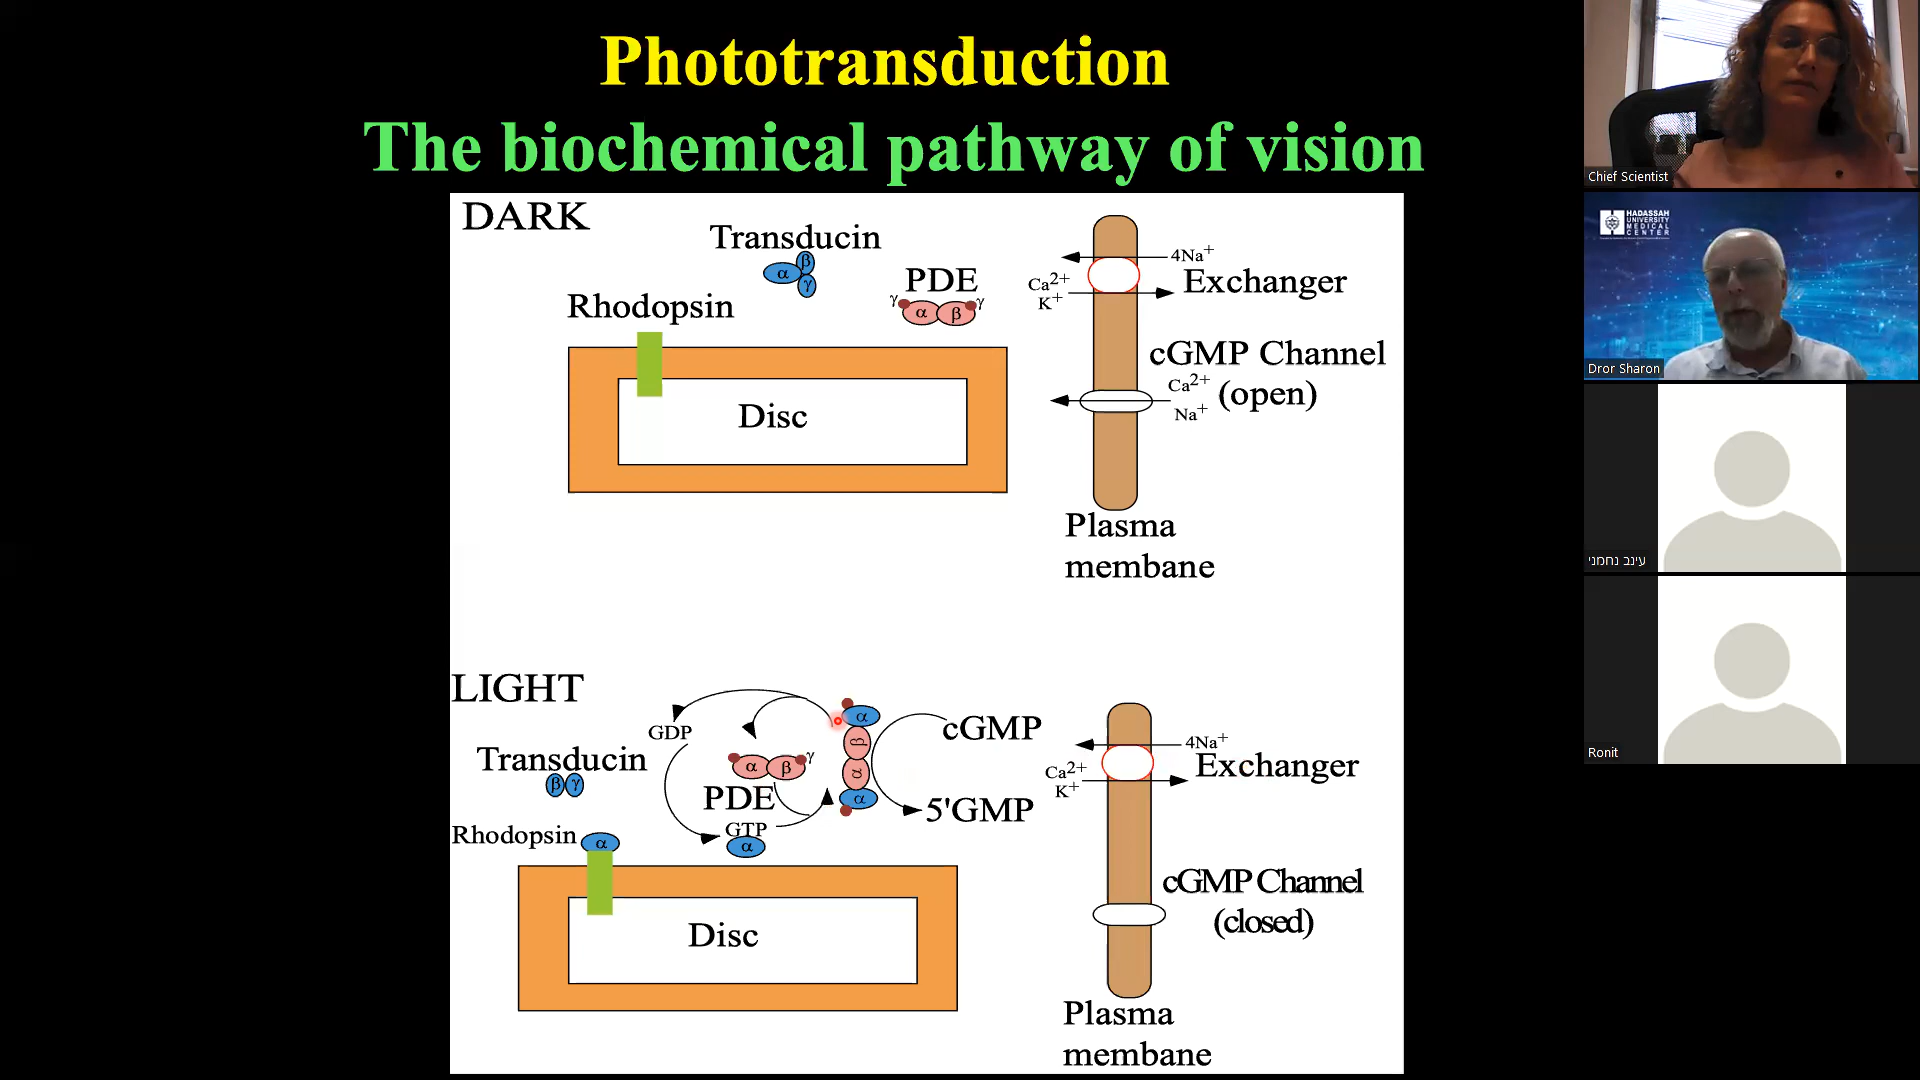 Phototransduction
The biochemical pathway of vision
DARK
Transducin
α
β
γ
PDE
γ
α
β
γ
Rhodopsin
Disc
4Na+
Exchanger
Ca2+
K+
cGMP Channel
(open)
Ca2+
Na+
Plasma
membane
LIGHT
GDP
Transducin
β γ
α β γ
PDE
GTP
α
α
β
α
α
cGMP
5'GMP
Rhodopsin
α
Disc
4Na+
Exchanger
Ca2+
K+
cGMP Channel
(closed)
Plasma
membane
Chief Scientist
HADASSAH
UNIVERSITY
MEDICAL
CENTER
Dror Sharon
עינב נחמני
Ronit